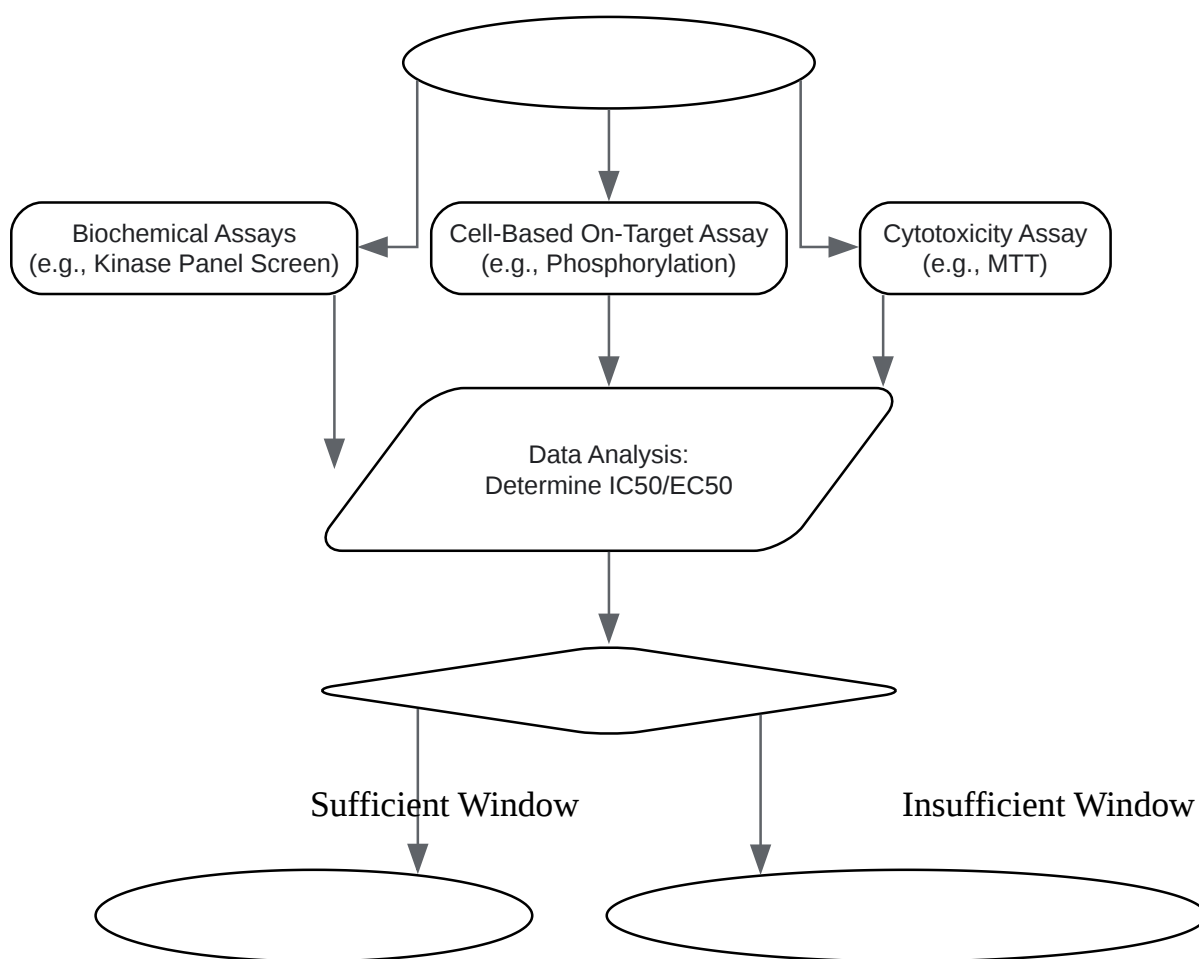 Biochemical Assays
(e.g., Kinase Panel Screen)
Cell-Based On-Target Assay
(e.g., Phosphorylation)
Cytotoxicity Assay
(e.g., MTT)
Data Analysis:
Determine IC50/EC50
Sufficient Window
Insufficient Window